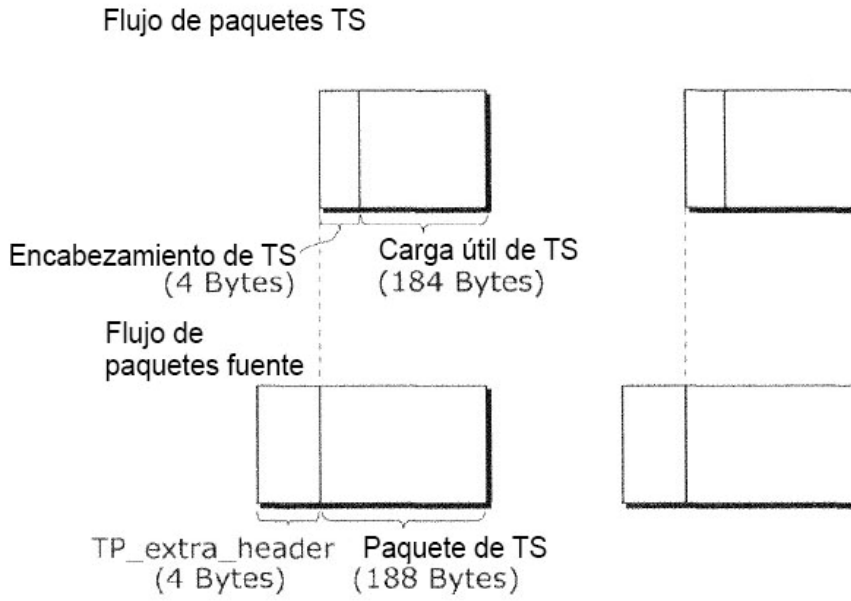 Flujo de paquetes TS
Encabezamiento de TS
(4 Bytes)
Carga útil de TS
(184 Bytes)
Flujo de
paquetes fuente
TP_extra_header
(4 Bytes)
Paquete de TS
(188 Bytes)